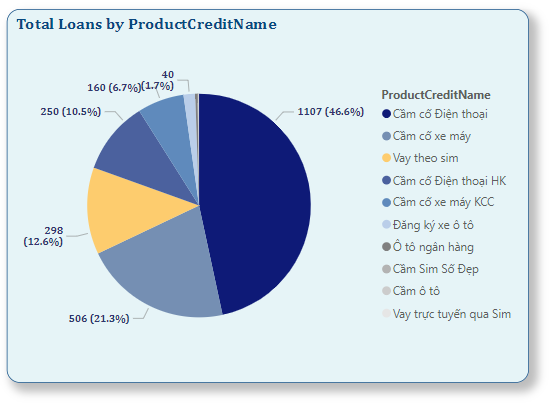 Total Loans by ProductCreditName
40
(1.7%)
160 (6.7%)
250 (10.5%)
1107 (46.6%)
298
(12.6%)
506 (21.3%)
ProductCreditName
Cầm cố Điện thoại
Cầm cố xe máy
Vay theo sim
Cầm cố Điện thoại HK
Cầm cố xe máy KCC
Đăng ký xe ô tô
Ô tô ngân hàng
Cầm Sim Số Đẹp
Cầm ô tô
Vay trực tuyến qua Sim